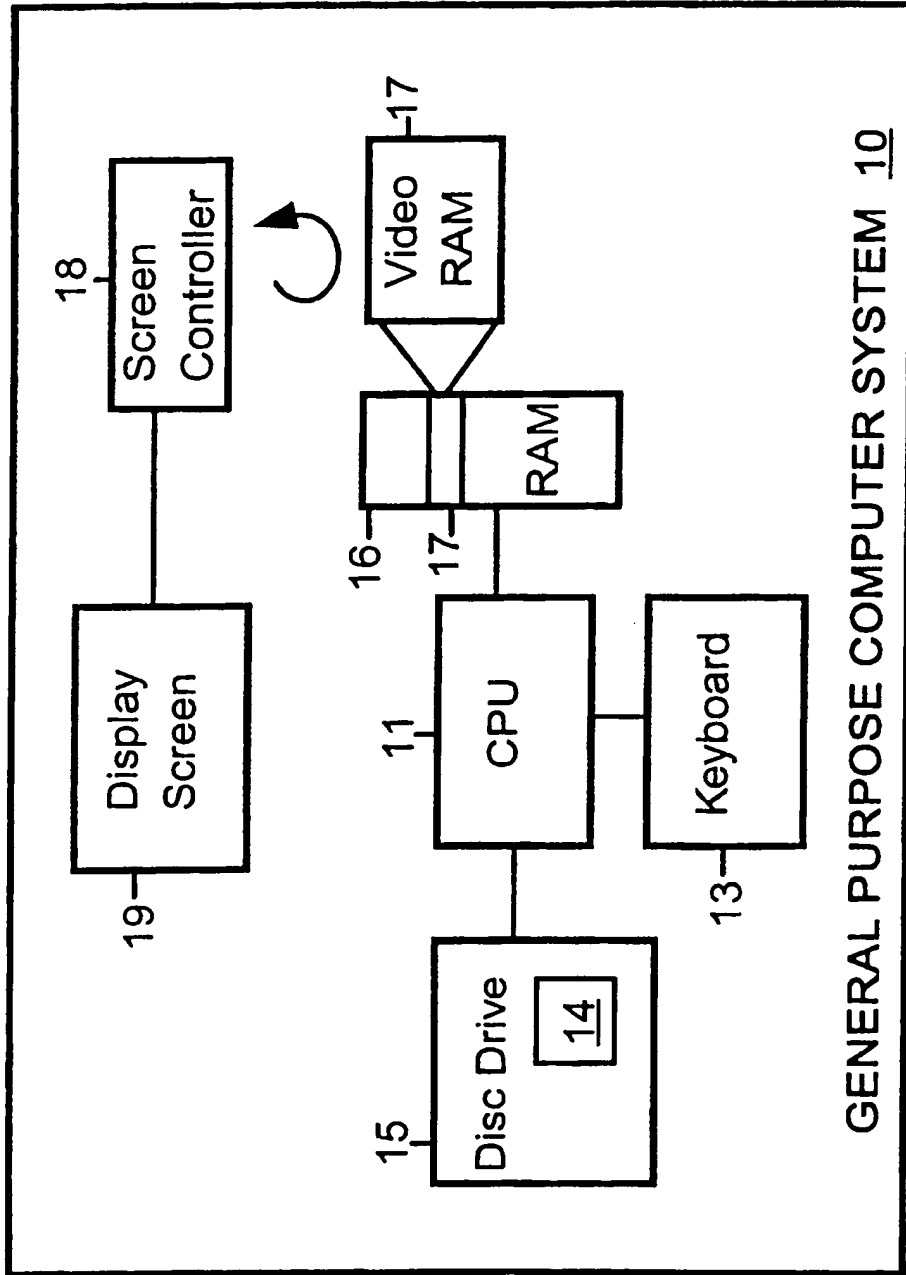 18
Screen
Controller
Display
Screen
19
17
Video
RAM
16
17
RAM
11
CPU
15
Disc Drive
14
13
Keyboard
GENERAL PURPOSE COMPUTER SYSTEM 10